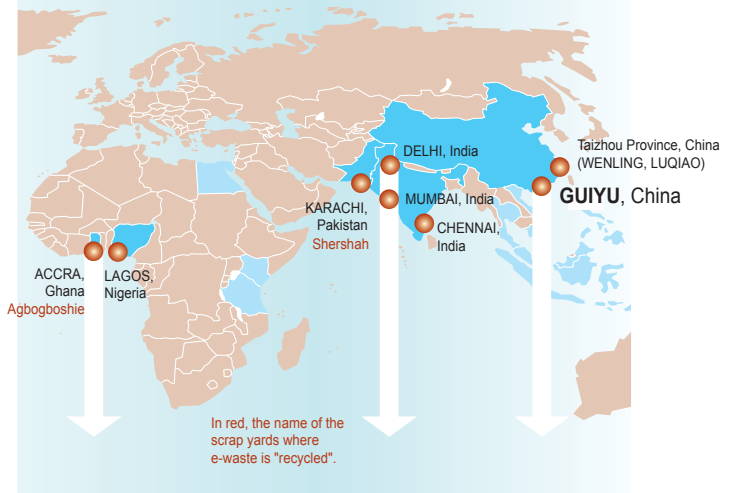 DELHI, India
Taizhou Province, China
(WENLING, LUQIAO)
GUIYU, China
KARACHI,
Pakistan
Shershah
MUMBAI, India
CHENNAI,
India
ACCRA,
Ghana
Agbogboshie
LAGOS,
Nigeria
In red, the name of the
scrap yards where
e-waste is "recycled".